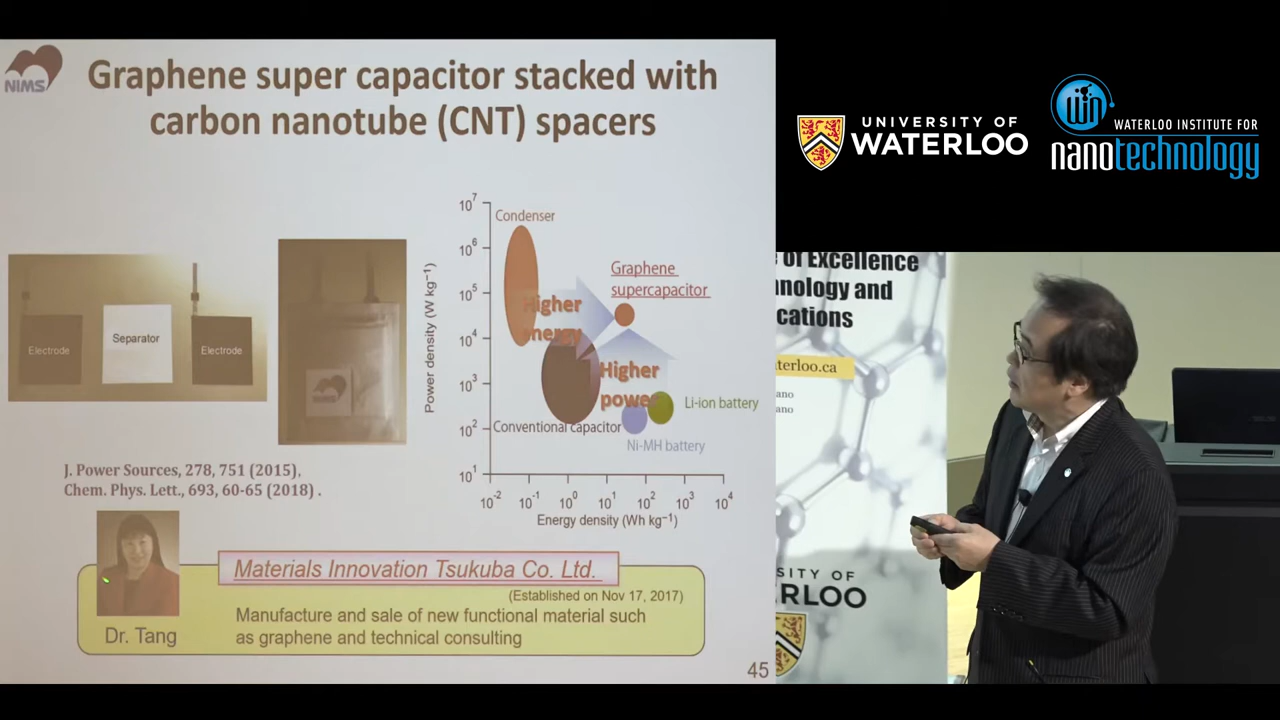 NIMS
Graphene super capacitor stacked with
carbon nanotube (CNT) spacers
Electrode
Separator
Electrode
NIMS
Power density (W kg⁻¹)
10⁷
10⁶
10⁵
10⁴
10³
10²
10¹
Condenser
Graphene
supercapacitor
Higher
energy
Higher
power
Li-ion battery
Conventional capacitor
Ni-MH battery
10⁻² 10⁻¹ 10⁰ 10¹ 10² 10³ 10⁴
Energy density (Wh kg⁻¹)
J. Power Sources, 278, 751 (2015).
Chem. Phys. Lett., 693, 60-65 (2018) .
Materials Innovation Tsukuba Co. Ltd.
(Established on Nov 17, 2017)
Manufacture and sale of new functional material such
as graphene and technical consulting
Dr. Tang
45
UNIVERSITY OF
WATERLOO
WIN
WATERLOO INSTITUTE FOR
nanotechnology
of Excellence
nology and
cations
terloo.ca
ano
ano
SITY OF
RLOO